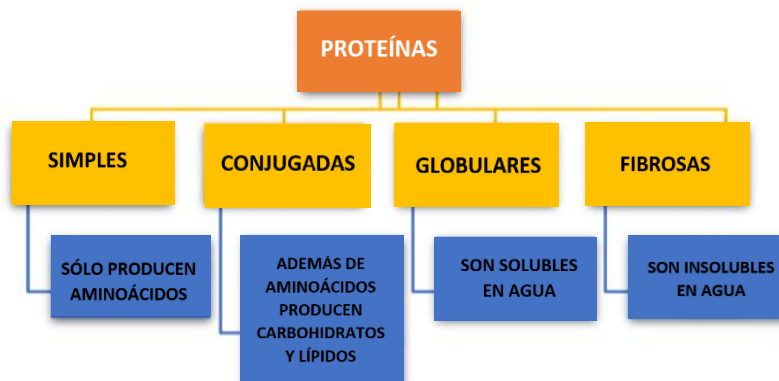 PROTEÍNAS
SIMPLES
CONJUGADAS
GLOBULARES
FIBROSAS
SÓLO PRODUCEN
AMINOÁCIDOS
ADEMÁS DE
AMINOÁCIDOS
PRODUCEN
CARBOHIDRATOS
Y LÍPIDOS
SON SOLUBLES
EN AGUA
SON INSOLUBLES
EN AGUA